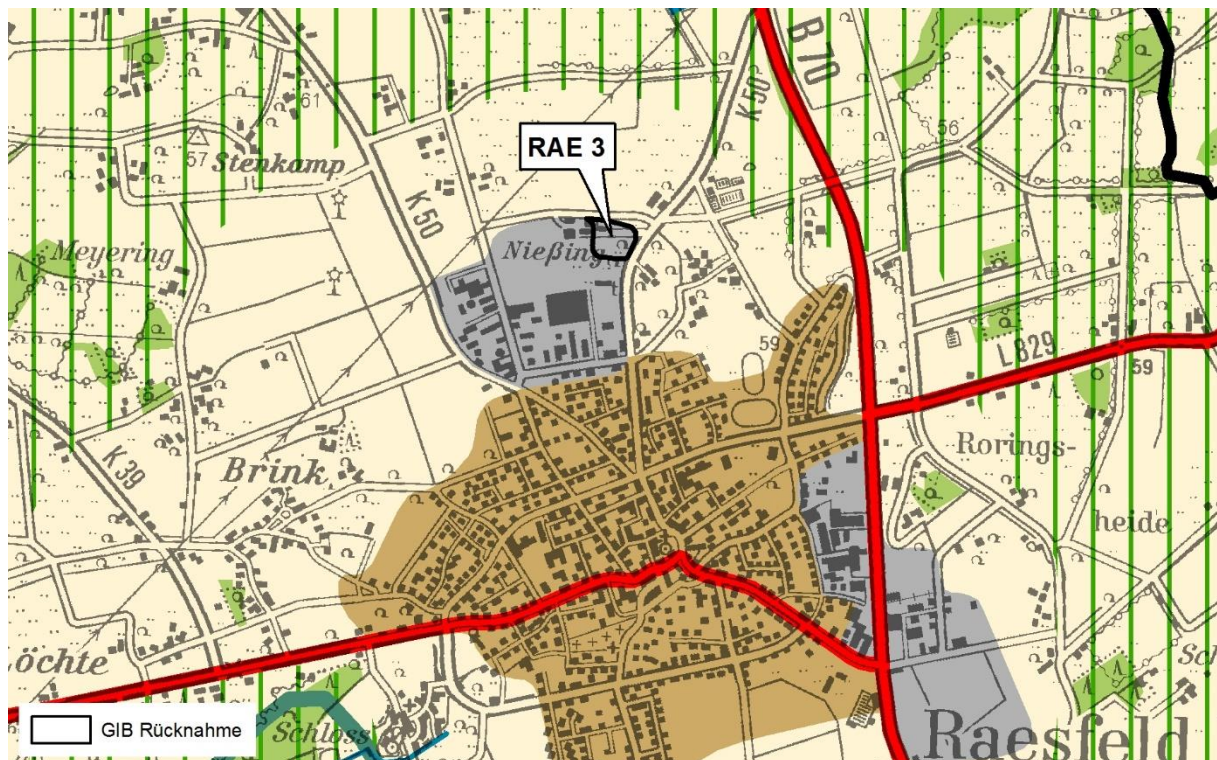 B 70
K 50
61
RAE 3
56
57
Stenkamp
K 50
Meyering
Nießing
59
L 829
59
Rorings-
K 39
Brink
heide
öchte
Sch
GIB Rücknahme
Schloss
Raesfeld